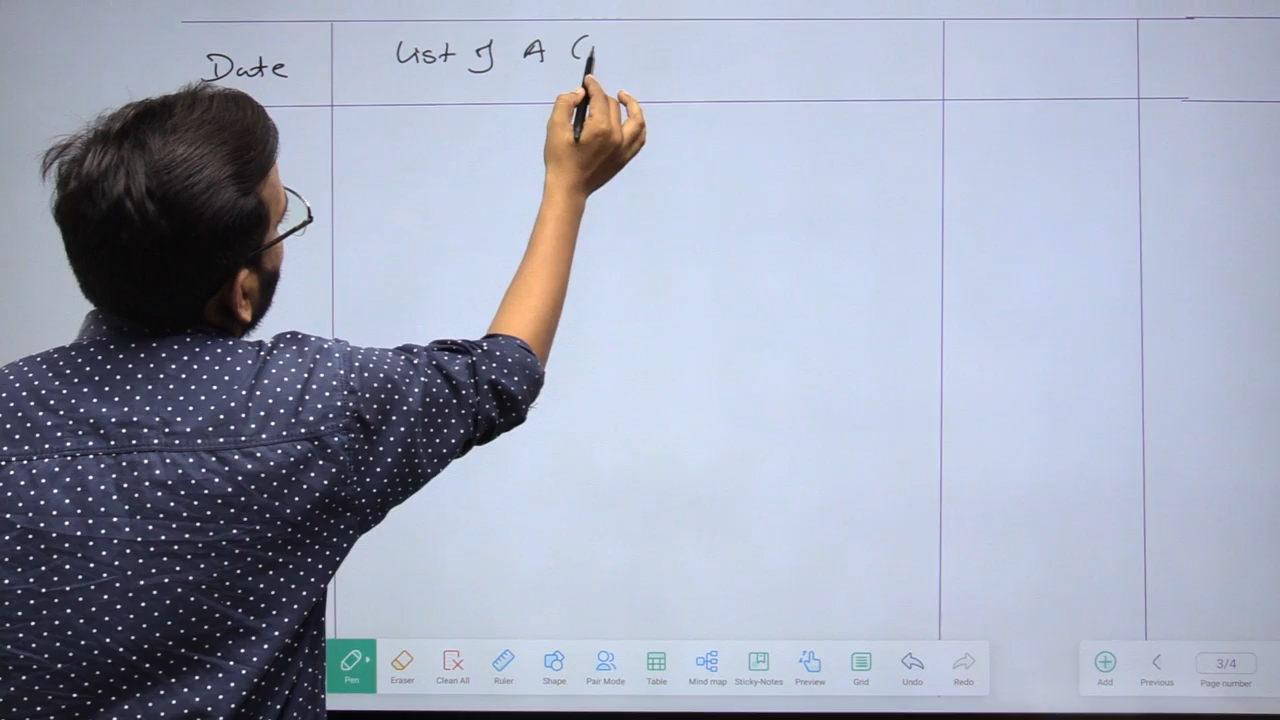 Date
List of A C
Pen
Eraser
Clean All
Ruler
Shape
Pair Mode
Table
Mind map
Sticky-Notes
Preview
Grid
Undo
Redo
Add
Previous
3/4
Page number